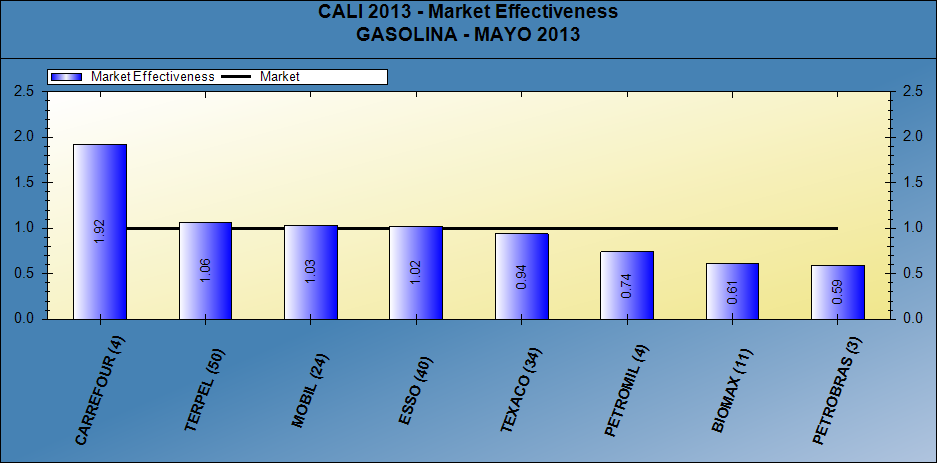 CALI 2013 - Market Effectiveness
GASOLINA - MAYO 2013
Market Effectiveness Market
2.5 2.5
2.0 2.0
1.5 1.5
1.0 1.0
0.5 0.5
0.0 0.0
1.92 1.06 1.03 1.02 0.94 0.74 0.61 0.59
CARREFOUR (4) TERPEL (50) MOBIL (24) ESSO (40) TEXACO (34) PETROMIL (4) BIOMAX (11) PETROBRAS (3)